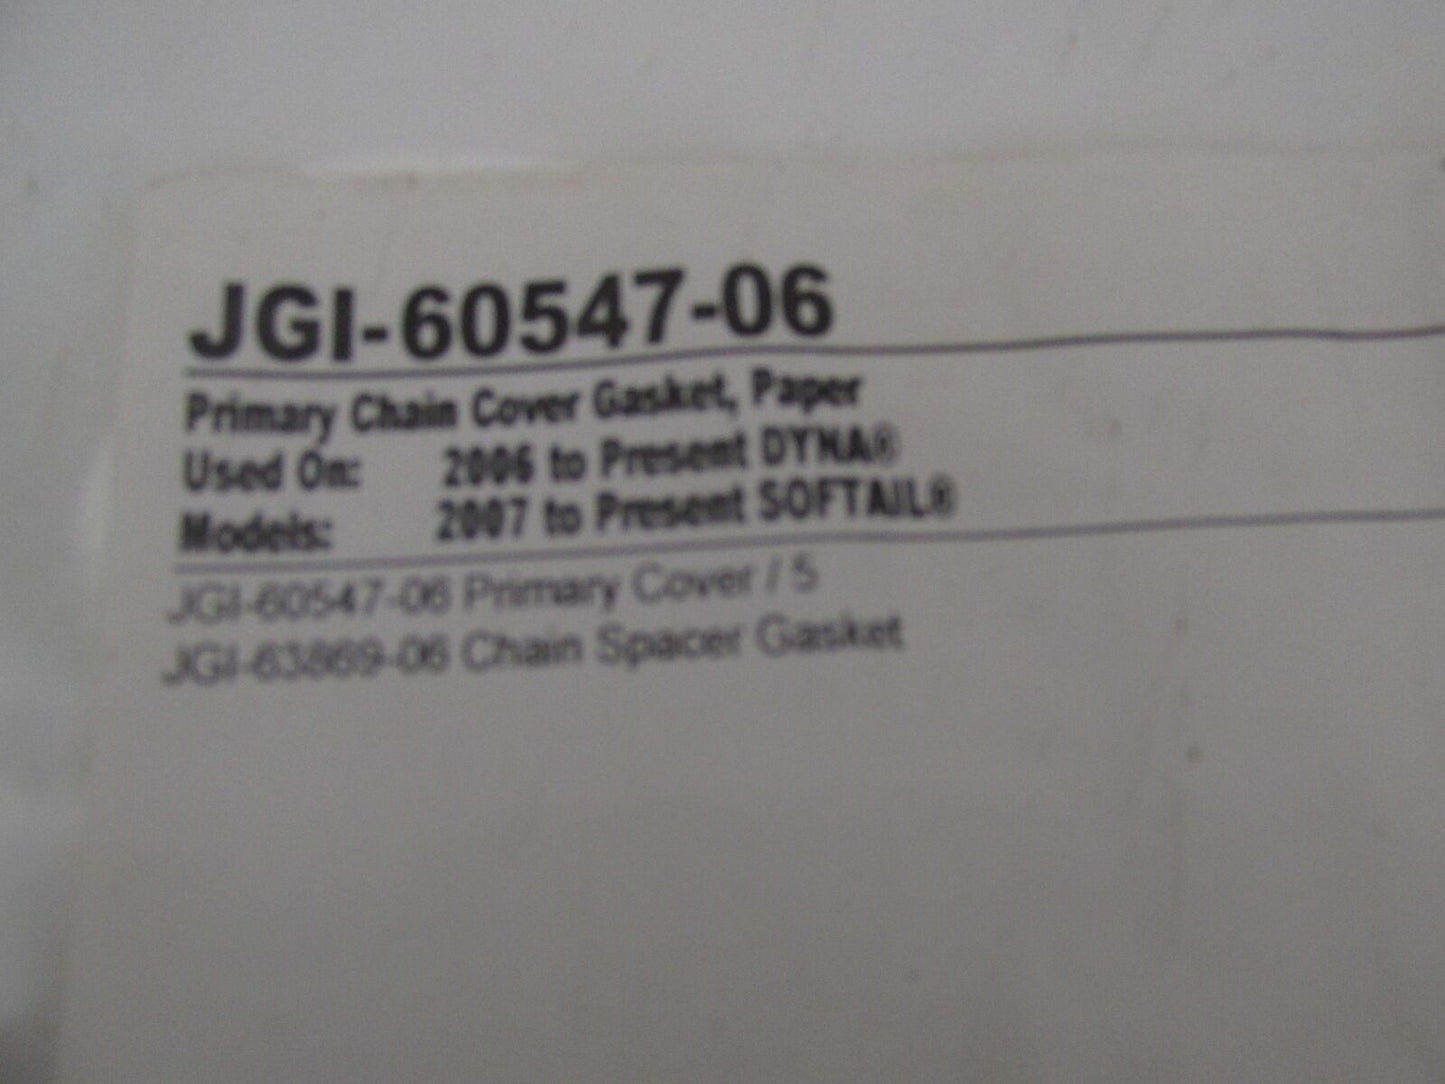 JGI-60547-06
Primary Chain Cover Gasket, Paper
Used On: 2006 to Present DYNA®
Models: 2007 to Present SOFTAIL®
JGI-60547-06 Primary Cover / 5
JGI-63869-06 Chain Spacer Gasket